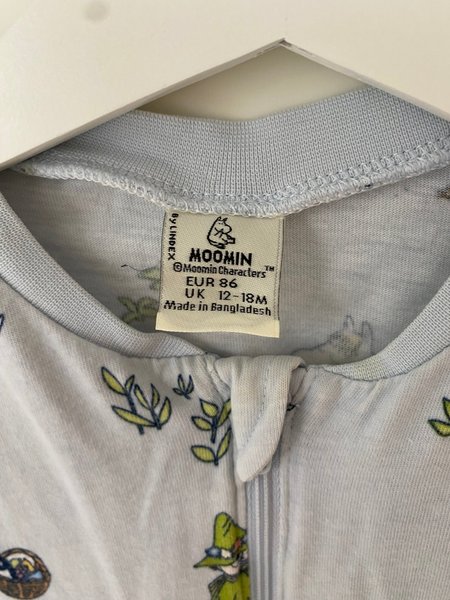 By LINDEX
MOOMIN
©Moomin Characters™
EUR 86
UK 12-18M
Made in Bangladesh